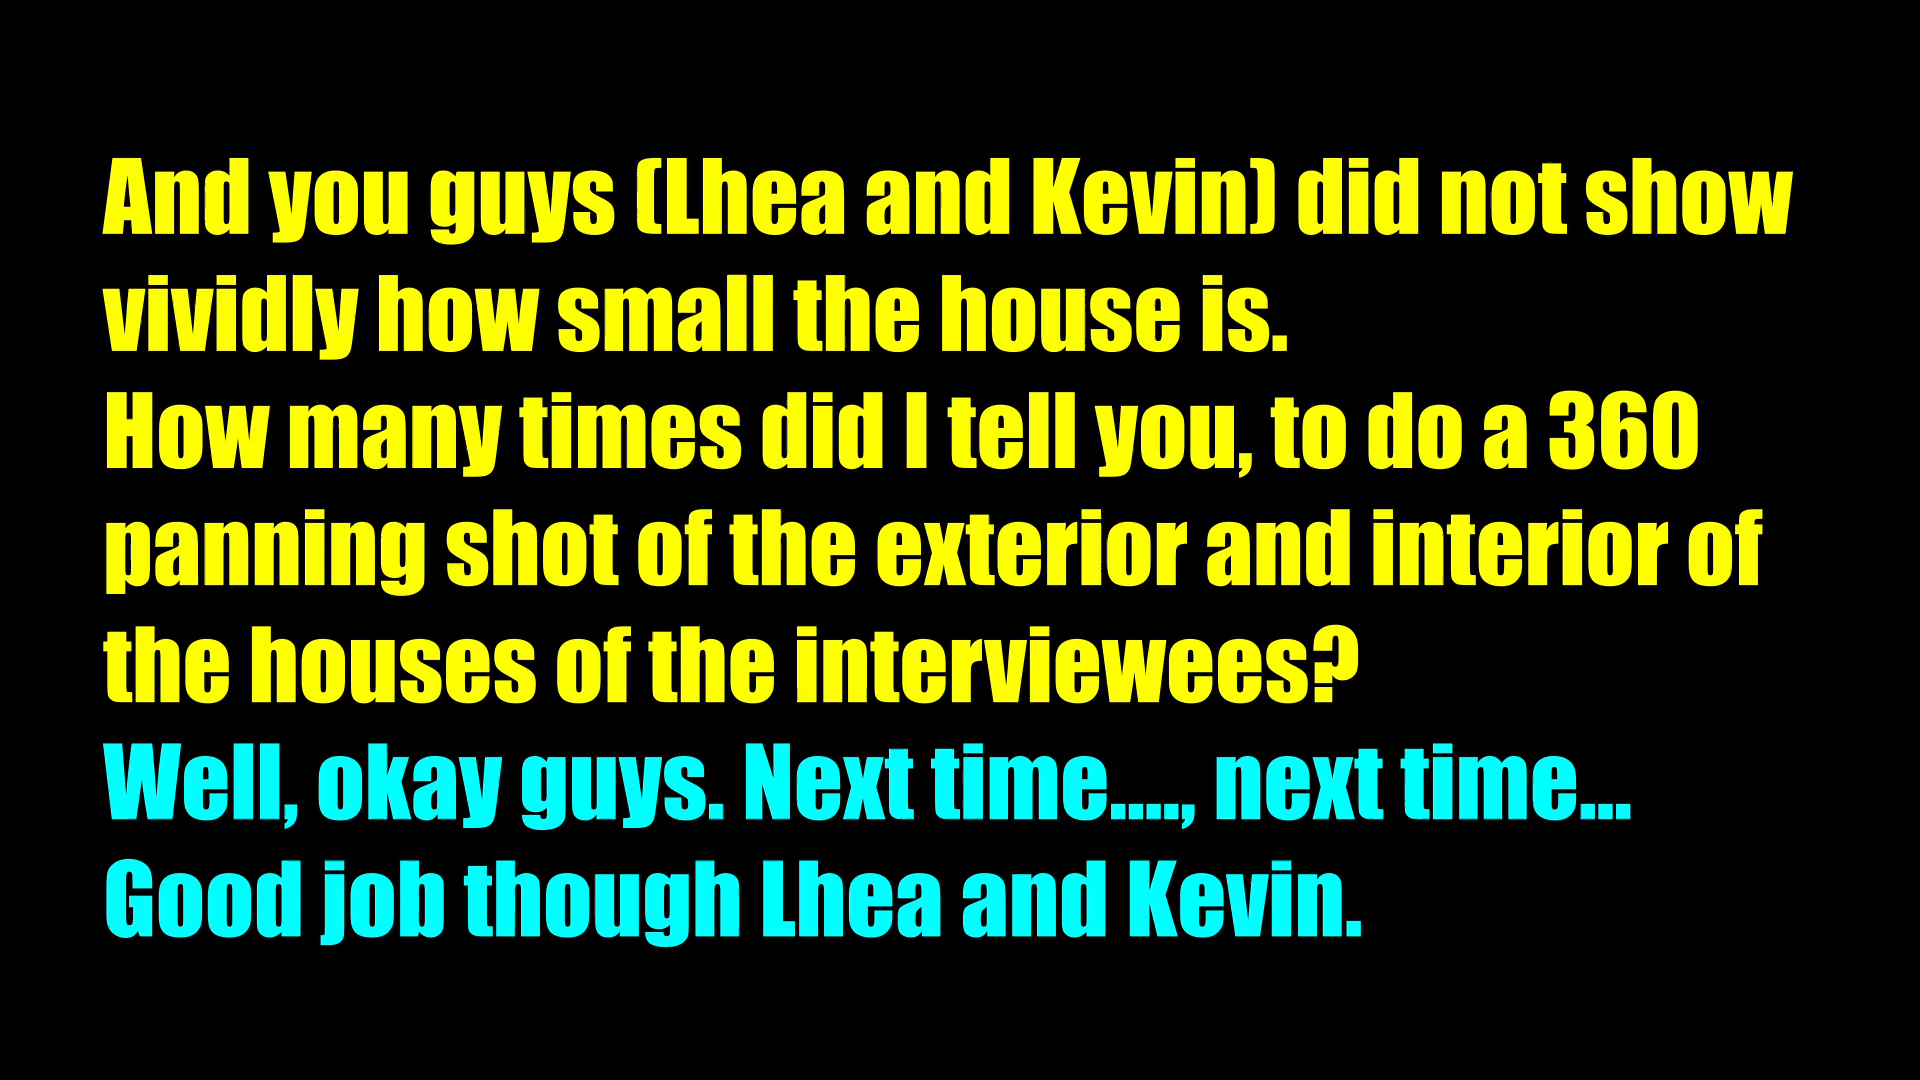 And you guys (Lhea and Kevin) did not show
vividly how small the house is.
How many times did I tell you, to do a 360
panning shot of the exterior and interior of
the houses of the interviewees?
Well, okay guys. Next time...., next time...
Good job though Lhea and Kevin.